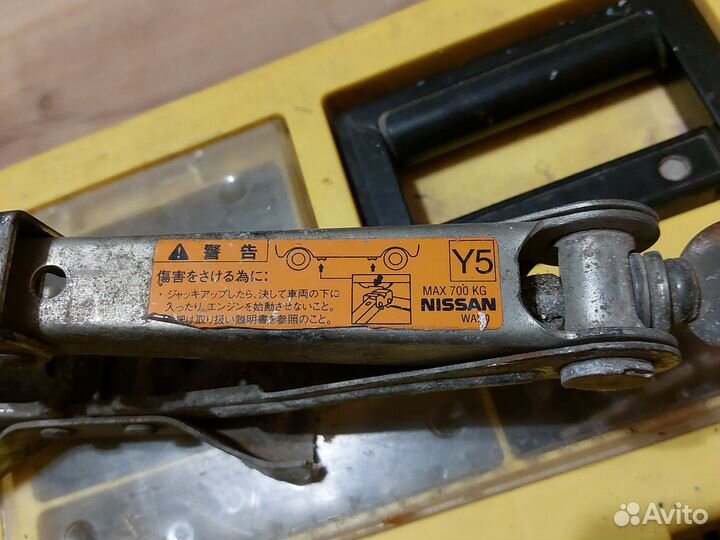 警告
傷害をさける為に:
・ジャッキアップしたら、決して車両の下に
入ったり、エンジンを始動させないこと。
取り扱い説明書を参照のこと。
Y5
MAX 700 KG
NISSAN
Avito